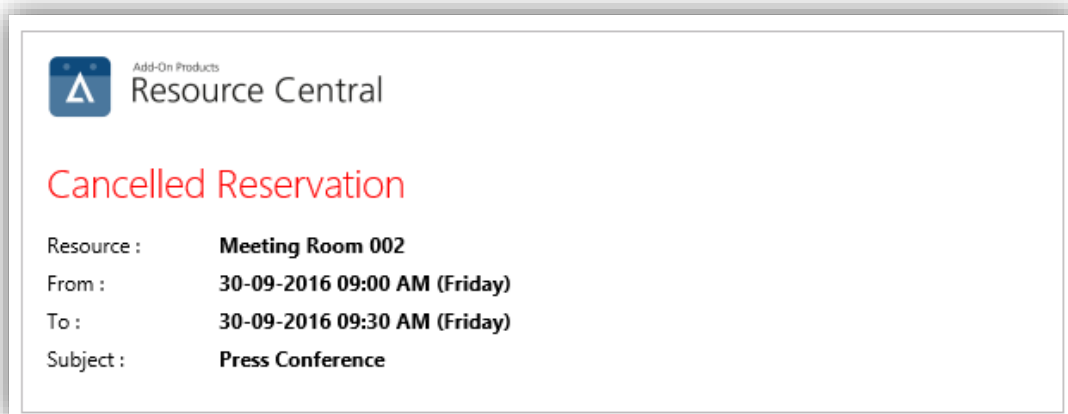 Add-On Products
Resource Central
Cancelled Reservation
Resource : Meeting Room 002
From : 30-09-2016 09:00 AM (Friday)
To : 30-09-2016 09:30 AM (Friday)
Subject : Press Conference